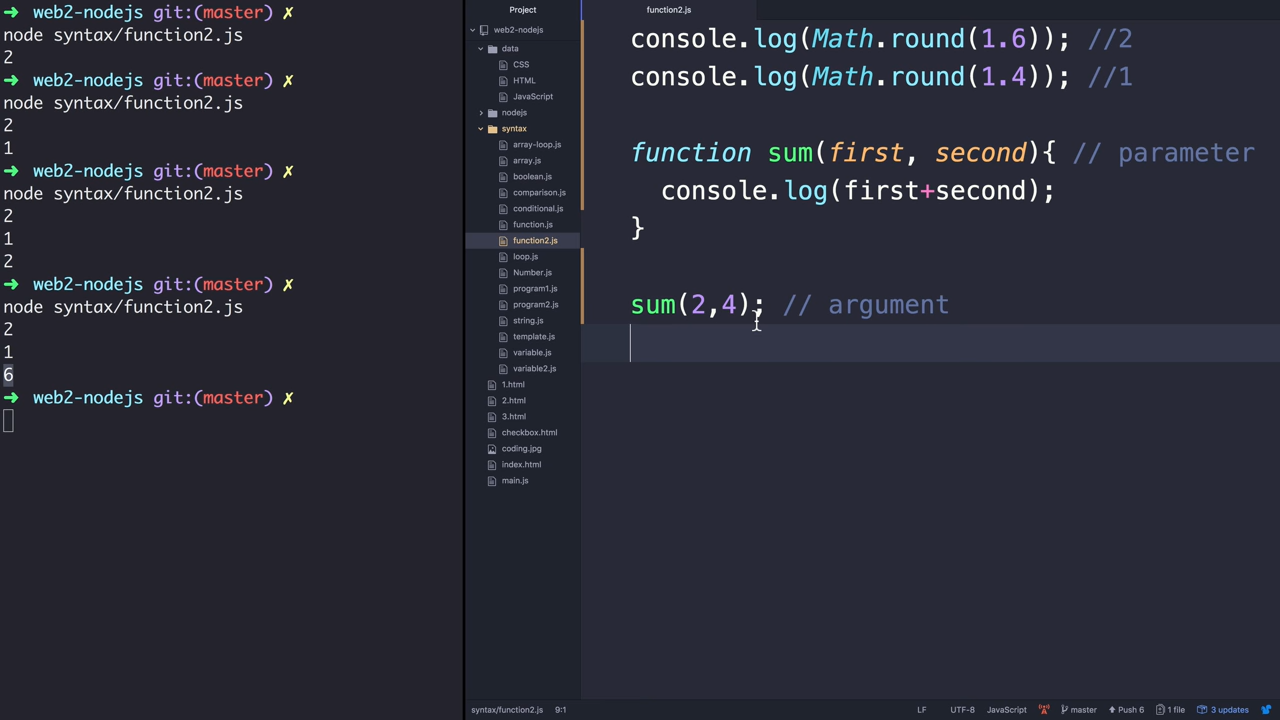 ➜ web2-nodejs git:(master) ✗
node syntax/function2.js
2
➜ web2-nodejs git:(master) ✗
node syntax/function2.js
2
1
➜ web2-nodejs git:(master) ✗
node syntax/function2.js
2
1
2
➜ web2-nodejs git:(master) ✗
node syntax/function2.js
2
1
6
➜ web2-nodejs git:(master) ✗
Project
web2-nodejs
data
CSS
HTML
JavaScript
nodejs
syntax
array-loop.js
array.js
boolean.js
comparison.js
conditional.js
function.js
function2.js
loop.js
Number.js
program1.js
program2.js
string.js
template.js
variable.js
variable2.js
1.html
2.html
3.html
checkbox.html
coding.jpg
index.html
main.js
function2.js
console.log(Math.round(1.6)); //2
console.log(Math.round(1.4)); //1
function sum(first, second){ // parameter
console.log(first+second);
}
sum(2,4); // argument
syntax/function2.js 9:1 LF UTF-8 JavaScript master Push 6 1 file 3 updates